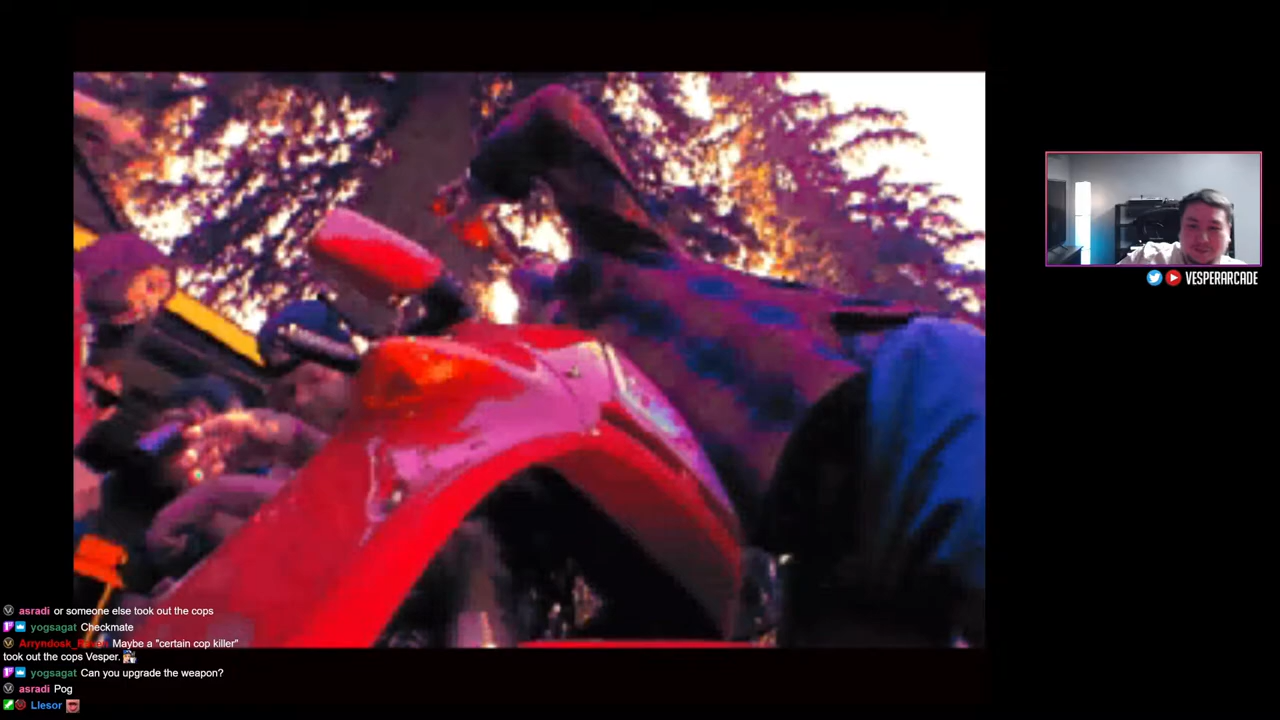 VESPERARCADE
asradi or someone else took out the cops
yogsagat Checkmate
Maybe a "certain cop killer"
took out the cops Vesper.
yogsagat Can you upgrade the weapon?
asradi Pog
Llesor